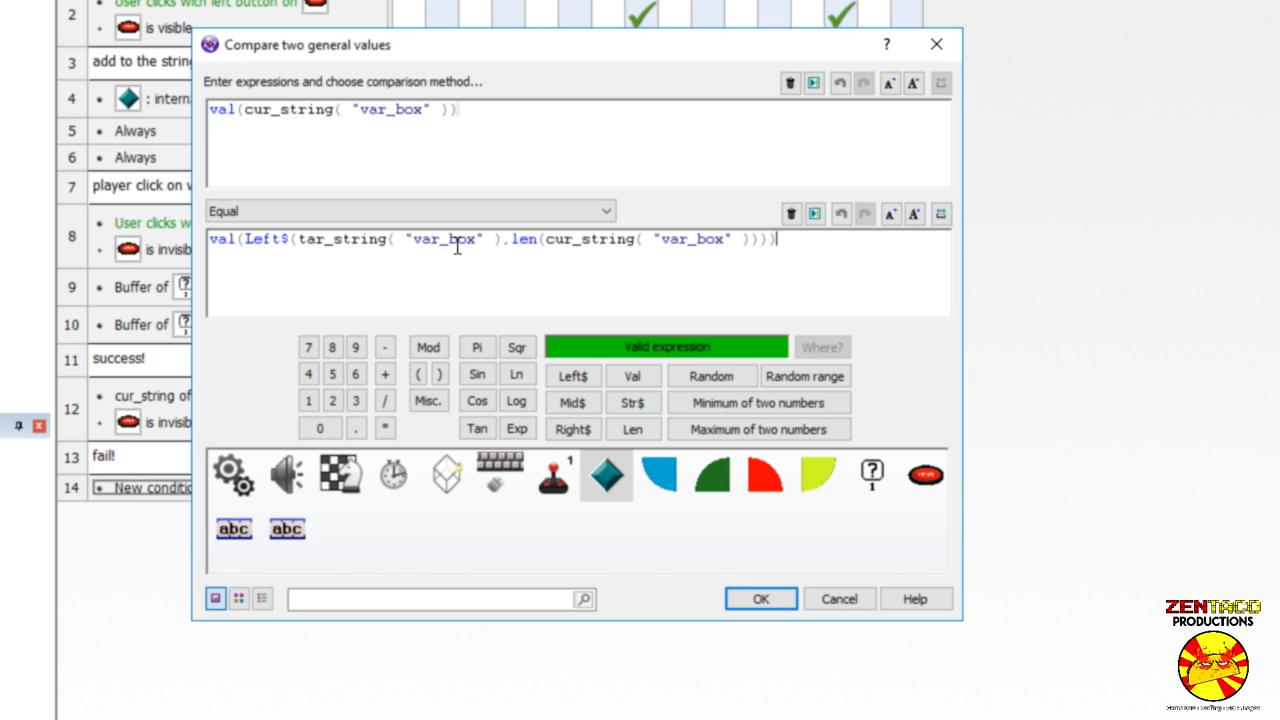 User clicks with left button on
2
is visible
3 add to the strin
4 : intern
5 Always
6 Always
7 player click on
8 User clicks w
is invisib
9 Buffer of ? 1
10 Buffer of ? 1
11 success!
12 cur_string of
is invisib
13 fail!
14 New conditio
Compare two general values
?
Enter expressions and choose comparison method...
A A
val(cur_string( "var_box" ))
Equal
A A
val(Left$(tar_string( "var_box" ),len(cur_string( "var_box" ))))
7 8 9 - Mod Pi Sqr Valid expression Where?
4 5 6 + ( ) Sin Ln Left$ Val Random Random range
1 2 3 / Misc. Cos Log Mid$ Str$ Minimum of two numbers
0 . * Tan Exp Right$ Len Maximum of two numbers
1 ? 1
abc abc
OK Cancel Help
ZENTACO
PRODUCTIONS